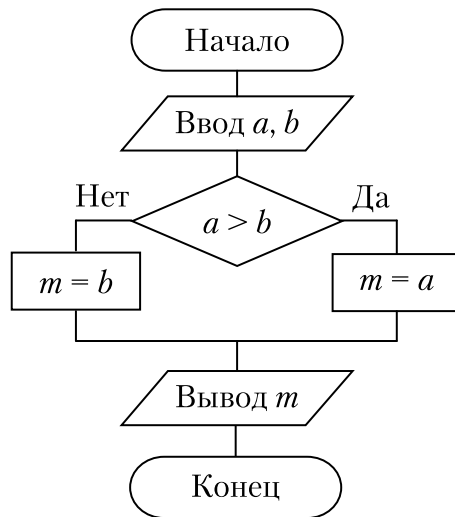 Начало
Ввод a, b
Нет
Да
a > b
m = b
m = a
Вывод m
Конец